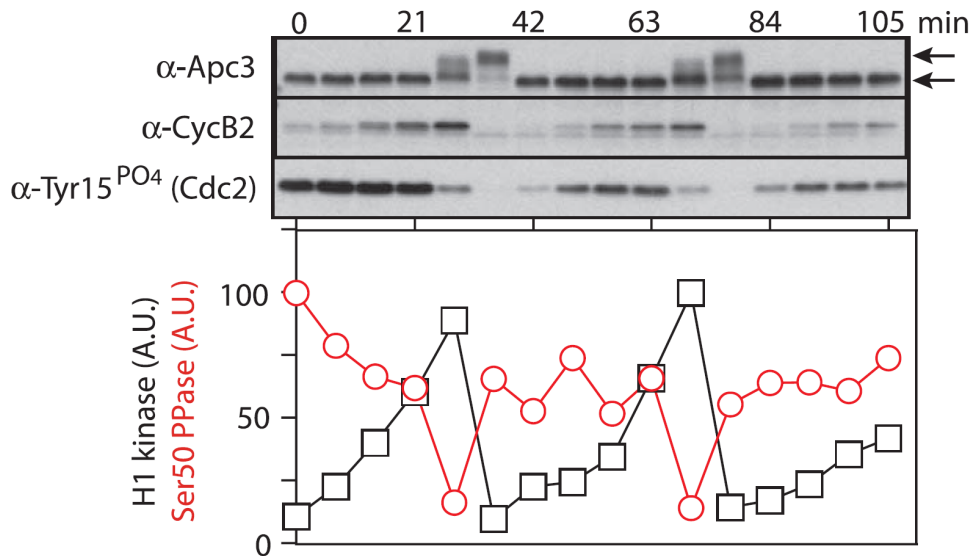 0 21 42 63 84 105 min
α-Apc3
α-CycB2
α-Tyr15PO4 (Cdc2)
H1 kinase (A.U.)
Ser50 PPase (A.U.)
100
50
0